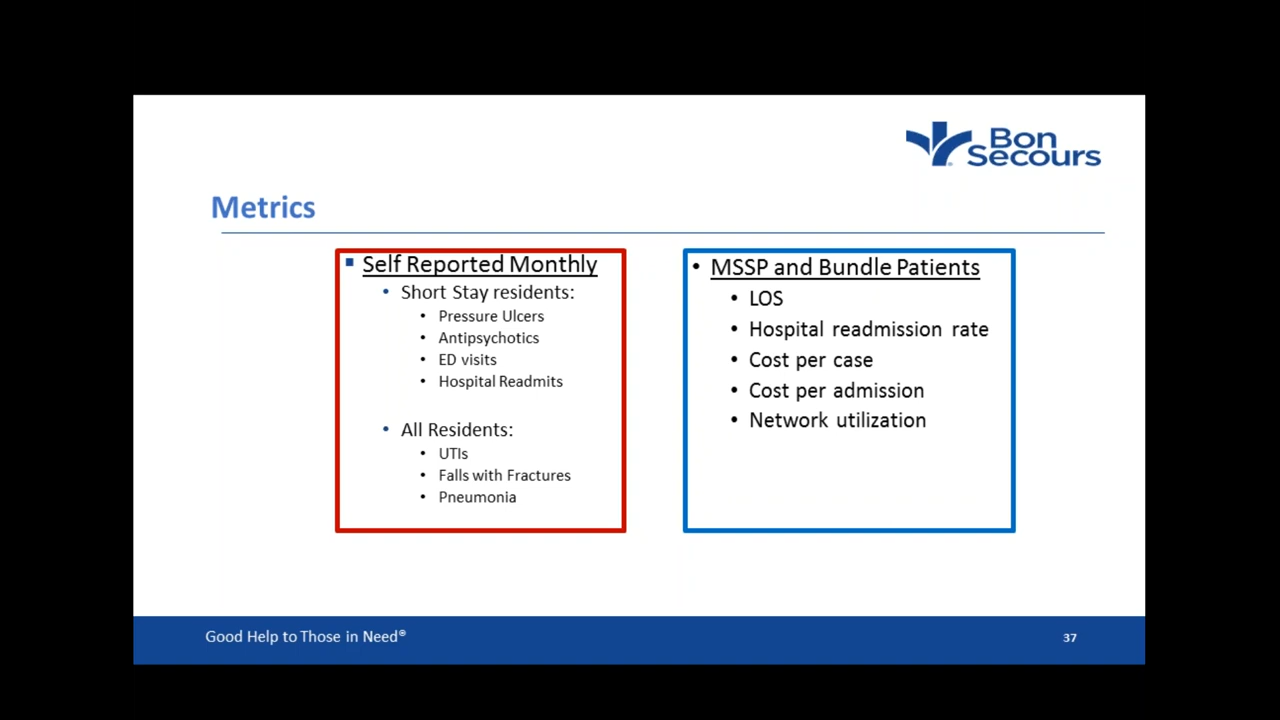 Bon
Secours
Metrics
Self Reported Monthly
Short Stay residents:
Pressure Ulcers
Antipsychotics
ED visits
Hospital Readmits
All Residents:
UTIs
Falls with Fractures
Pneumonia
MSSP and Bundle Patients
LOS
Hospital readmission rate
Cost per case
Cost per admission
Network utilization
Good Help to Those in Need®
37